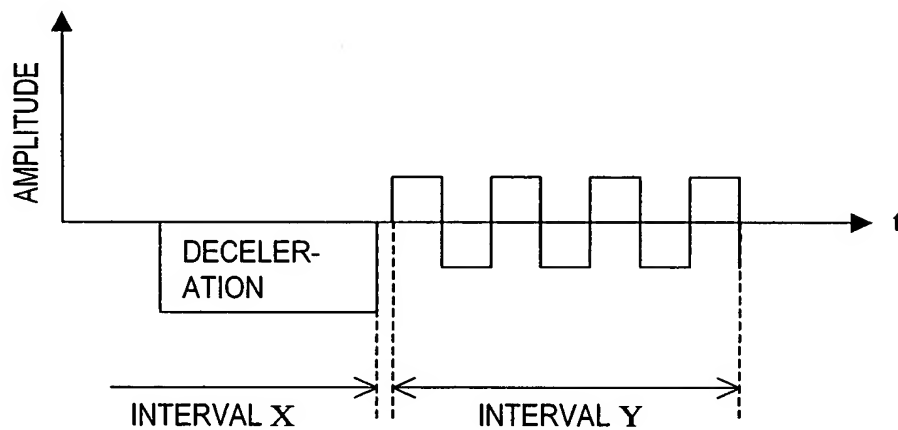 AMPLITUDE
t
DECELER-
ATION
INTERVAL X
INTERVAL Y